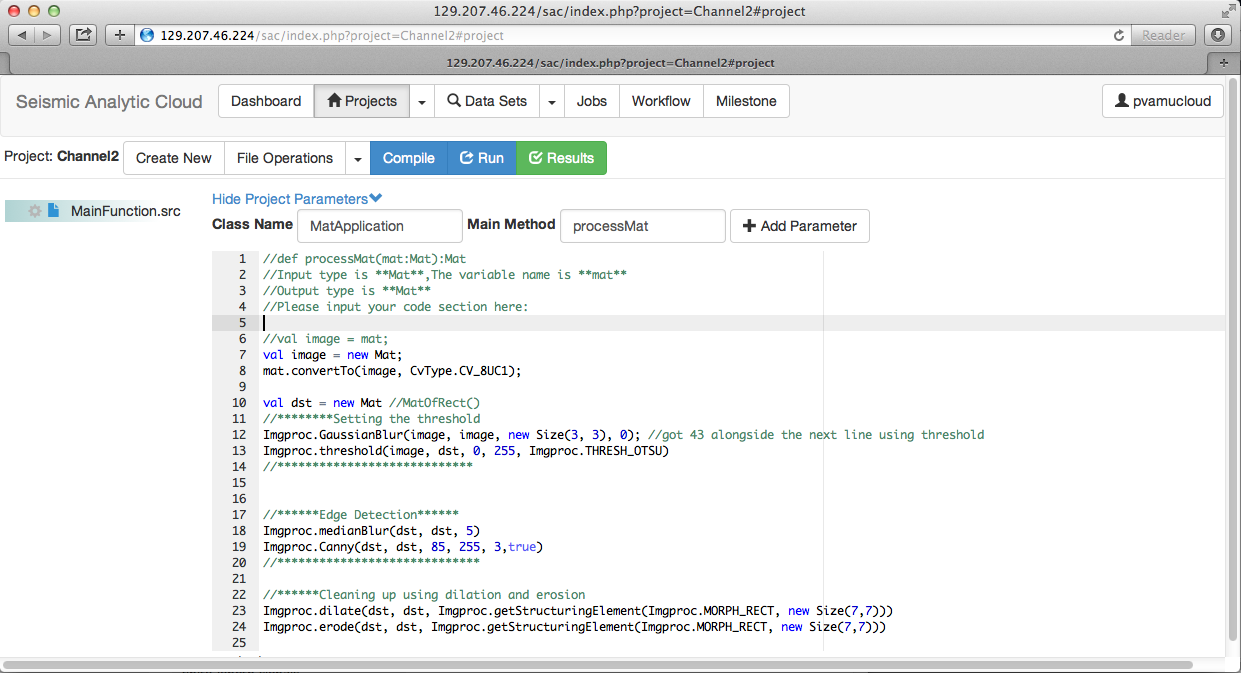 129.207.46.224/sac/index.php?project=Channel2#project
129.207.46.224/sac/index.php?project=Channel2#project Reader
129.207.46.224/sac/index.php?project=Channel2#project
Seismic Analytic Cloud Dashboard Projects Data Sets Jobs Workflow Milestone pvamucloud
Project: Channel2 Create New File Operations Compile Run Results
MainFunction.src
Hide Project Parameters
Class Name MatApplication Main Method processMat Add Parameter
1 //def processMat(mat:Mat):Mat
2 //Input type is **Mat**,The variable name is **mat**
3 //Output type is **Mat**
4 //Please input your code section here:
5
6 //val image = mat;
7 val image = new Mat;
8 mat.convertTo(image, CvType.CV_8UC1);
9
10 val dst = new Mat //MatOfRect()
11 //********Setting the threshold
12 Imgproc.GaussianBlur(image, image, new Size(3, 3), 0); //got 43 alongside the next line using threshold
13 Imgproc.threshold(image, dst, 0, 255, Imgproc.THRESH_OTSU)
14 //****************************
15
16
17 //******Edge Detection******
18 Imgproc.medianBlur(dst, dst, 5)
19 Imgproc.Canny(dst, dst, 85, 255, 3,true)
20 //*****************************
21
22 //******Cleaning up using dilation and erosion
23 Imgproc.dilate(dst, dst, Imgproc.getStructuringElement(Imgproc.MORPH_RECT, new Size(7,7)))
24 Imgproc.erode(dst, dst, Imgproc.getStructuringElement(Imgproc.MORPH_RECT, new Size(7,7)))
25